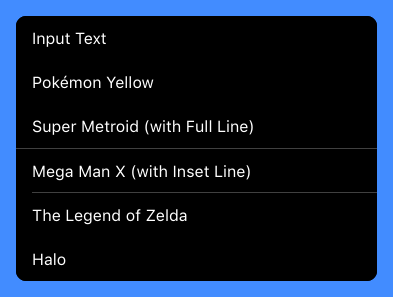 Input Text
Pokémon Yellow
Super Metroid (with Full Line)
Mega Man X (with Inset Line)
The Legend of Zelda
Halo